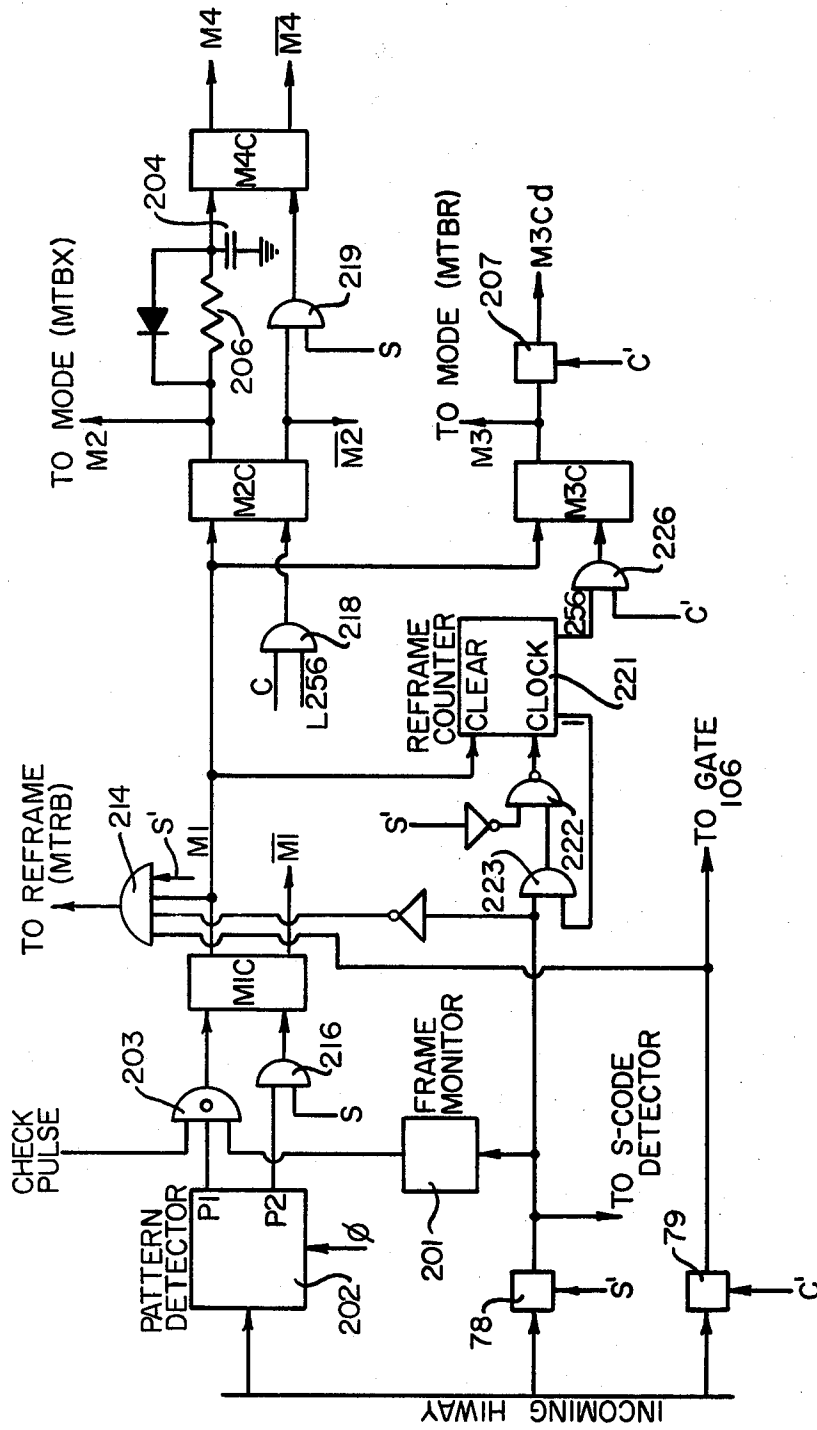 TO MODE (MTBX)
M2
204
M4
M4C
M4
206
219
S
M2C
M2
TO MODE (MTBR)
M3
207
M3Cd
C'
M3C
256
226
C'
C
L256
218
REFRAME
COUNTER
CLEAR
CLOCK
221
1
TO REFRAME
(MTRB)
214
S'
M1
M1
M1C
S'
222
223
TO GATE
106
CHECK
PULSE
203
216
S
FRAME
MONITOR
201
TO S-CODE
DETECTOR
PATTERN
DETECTOR
P1
P2
202
Ø
78
S'
79
C'
INCOMING HIWAY